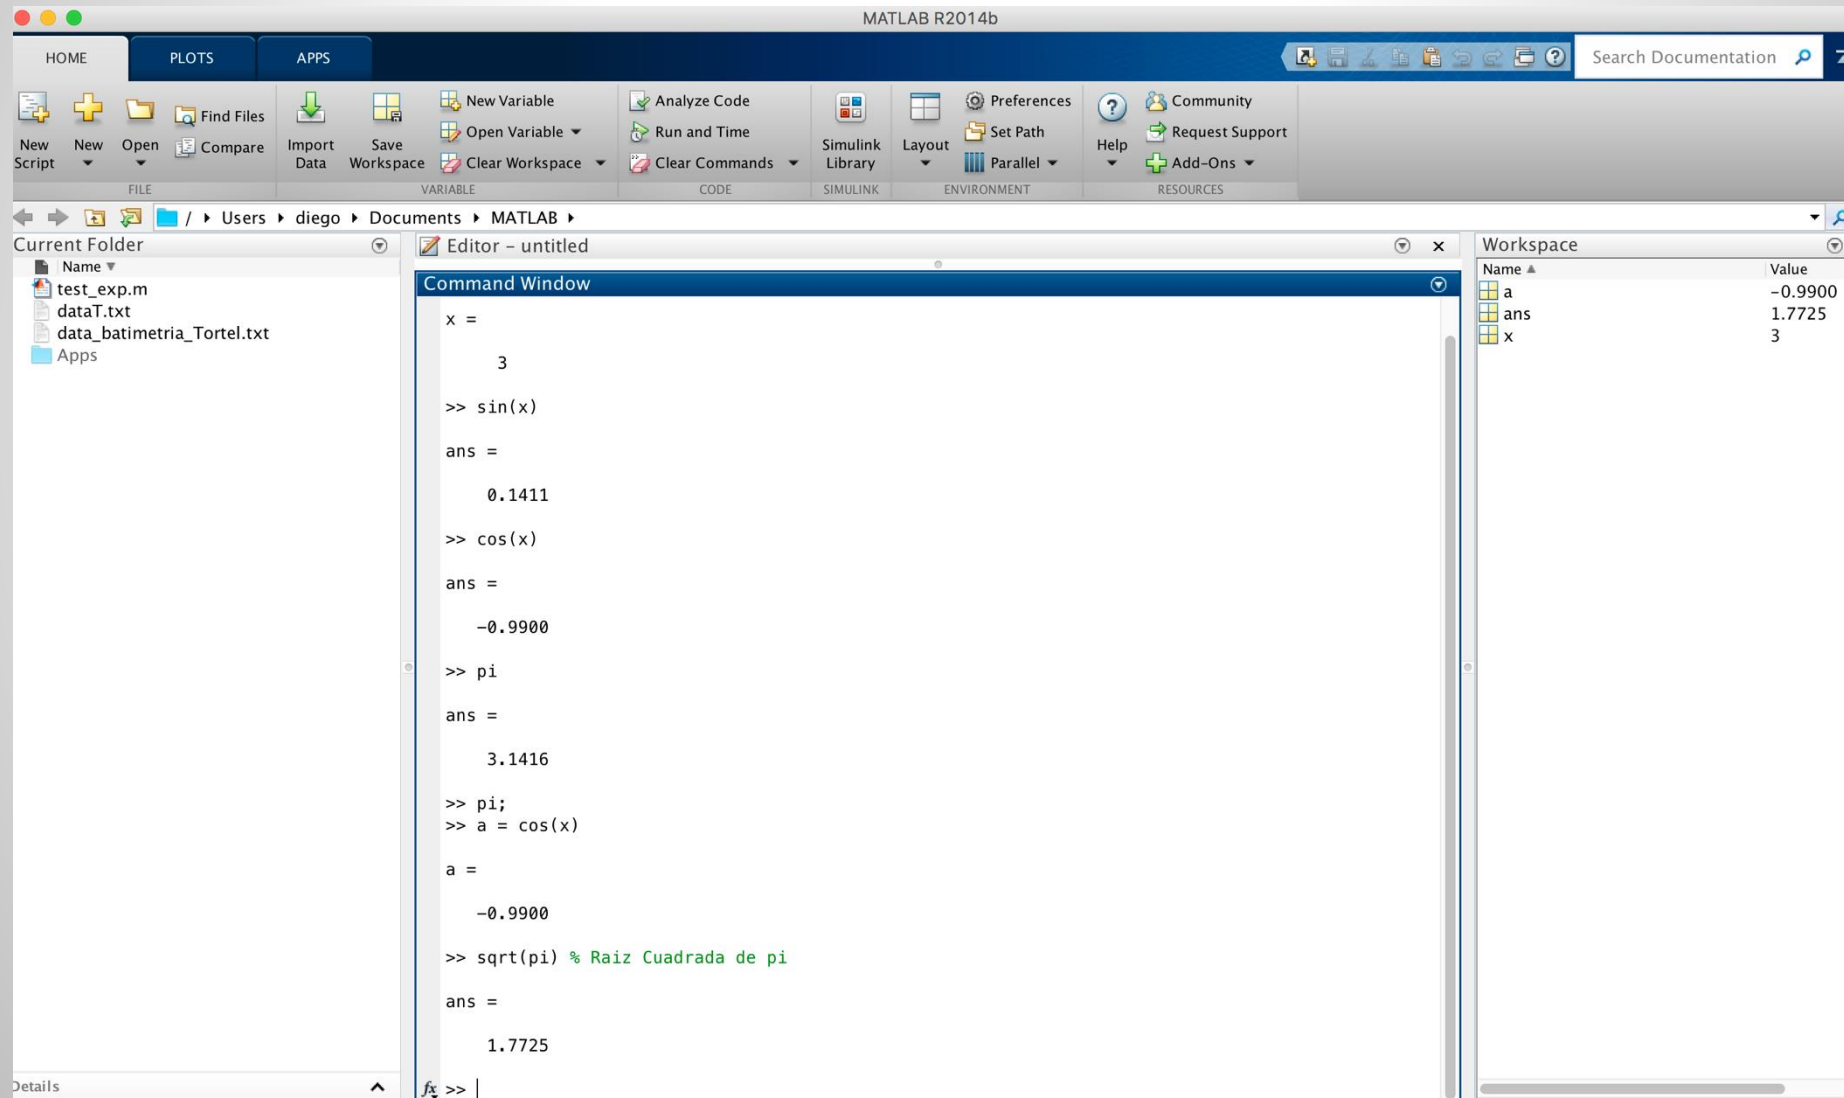 MATLAB R2014b
HOME PLOTS APPS
Search Documentation
New Script
New
Open
Find Files
Compare
FILE
Import Data
Save Workspace
New Variable
Open Variable
Clear Workspace
VARIABLE
Analyze Code
Run and Time
Clear Commands
CODE
Simulink Library
SIMULINK
Layout
Preferences
Set Path
Parallel
ENVIRONMENT
Help
Community
Request Support
Add-Ons
RESOURCES
/ Users diego Documents MATLAB
Current Folder
Name
test_exp.m
dataT.txt
data_batimetria_Tortel.txt
Apps
Details
Editor – untitled
Command Window
x =
3
>> sin(x)
ans =
0.1411
>> cos(x)
ans =
-0.9900
>> pi
ans =
3.1416
>> pi;
>> a = cos(x)
a =
-0.9900
>> sqrt(pi) % Raiz Cuadrada de pi
ans =
1.7725
fx >>
Workspace
Name Value
a -0.9900
ans 1.7725
x 3